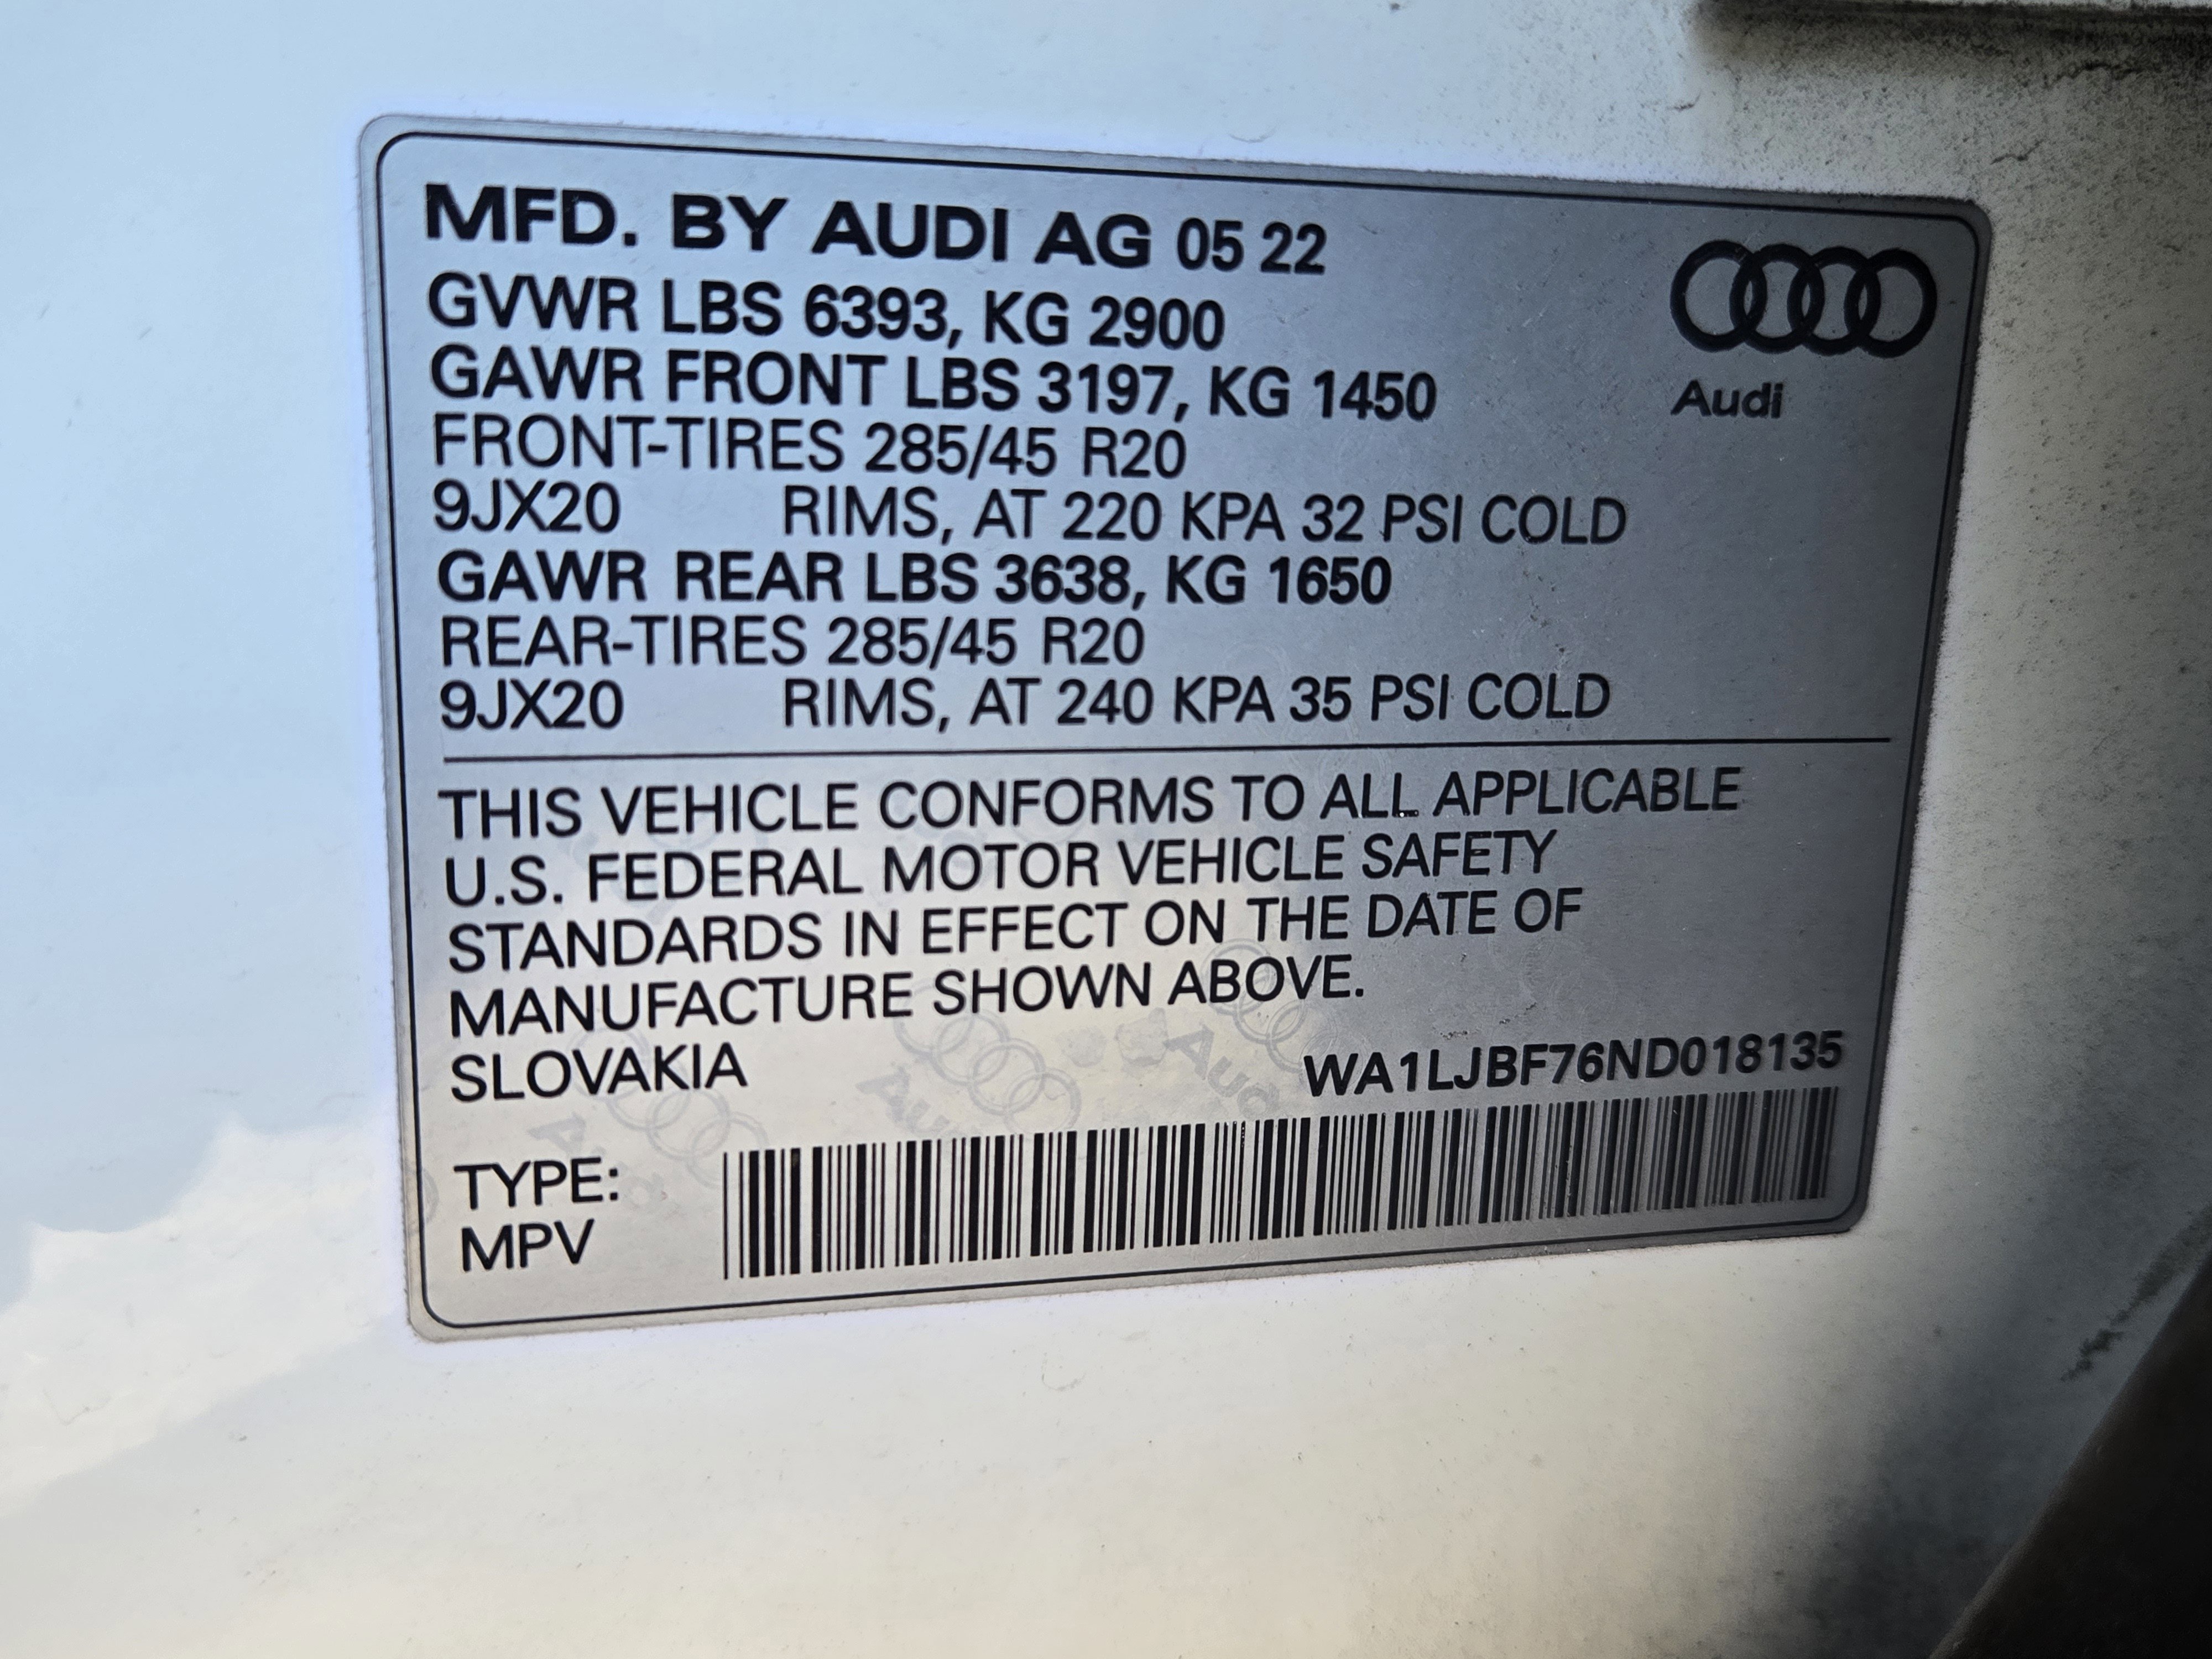 MFD. BY AUDI AG 05 22
GVWR LBS 6393, KG 2900
GAWR FRONT LBS 3197, KG 1450
FRONT-TIRES 285/45 R20
9JX20 RIMS, AT 220 KPA 32 PSI COLD
GAWR REAR LBS 3638, KG 1650
REAR-TIRES 285/45 R20
9JX20 RIMS, AT 240 KPA 35 PSI COLD
Audi
THIS VEHICLE CONFORMS TO ALL APPLICABLE
U.S. FEDERAL MOTOR VEHICLE SAFETY
STANDARDS IN EFFECT ON THE DATE OF
MANUFACTURE SHOWN ABOVE.
SLOVAKIA WA1LJBF76ND018135
TYPE:
MPV